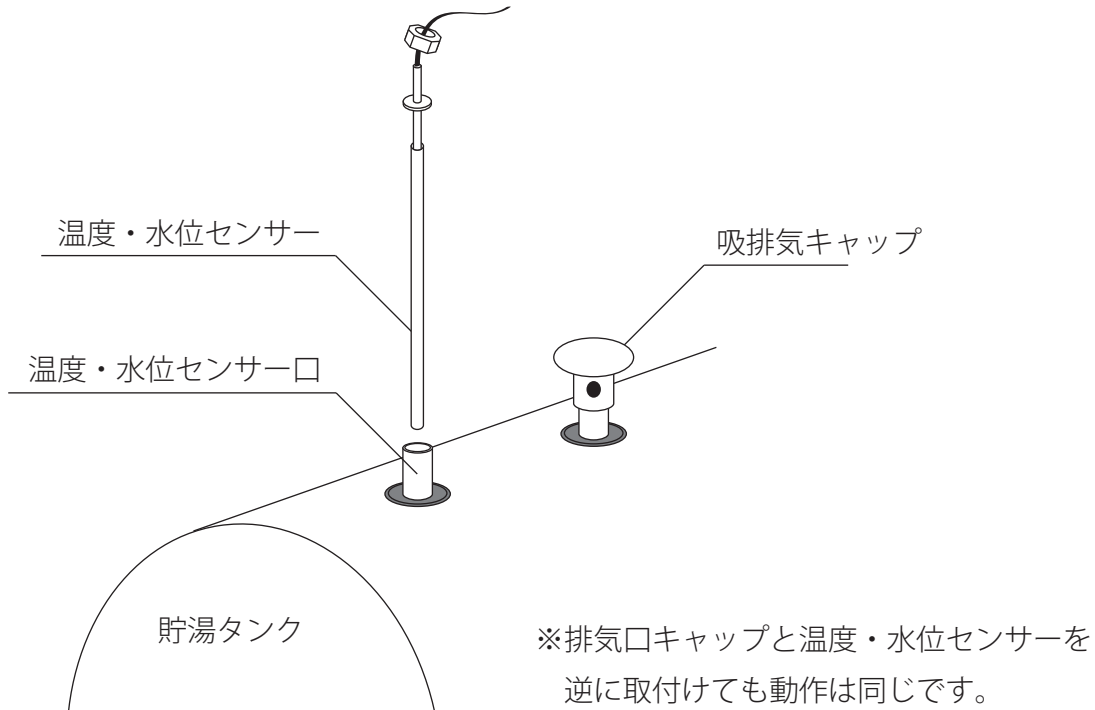 温度・水位センサー
吸排気キャップ
温度・水位センサー口
貯湯タンク
※排気口キャップと温度・水位センサーを
逆に取付けても動作は同じです。